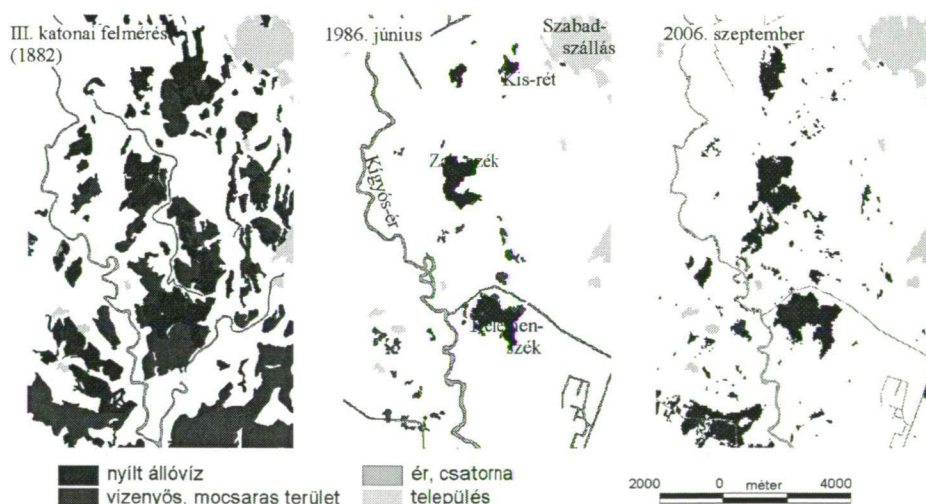 III. katonai felmérés
(1882)
1986. június
Szabad-
szállás
Kis-rét
Zab-szék
Kígyós-ér
Kelemen-
szék
2006. szeptember
nyílt állóvíz
vizenyős, mocsaras terület
ér, csatorna
település
2000 0 méter 4000